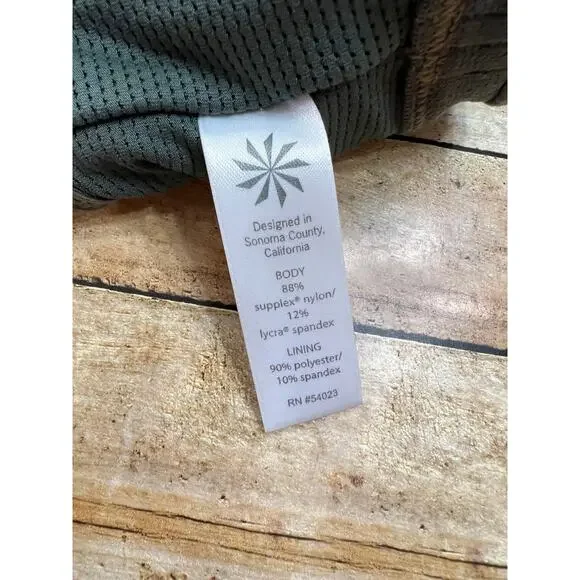 Designed in
Sonoma County,
California
BODY
88%
supplex® nylon/
12%
lycra® spandex
LINING
90% polyester/
10% spandex
RN #54023